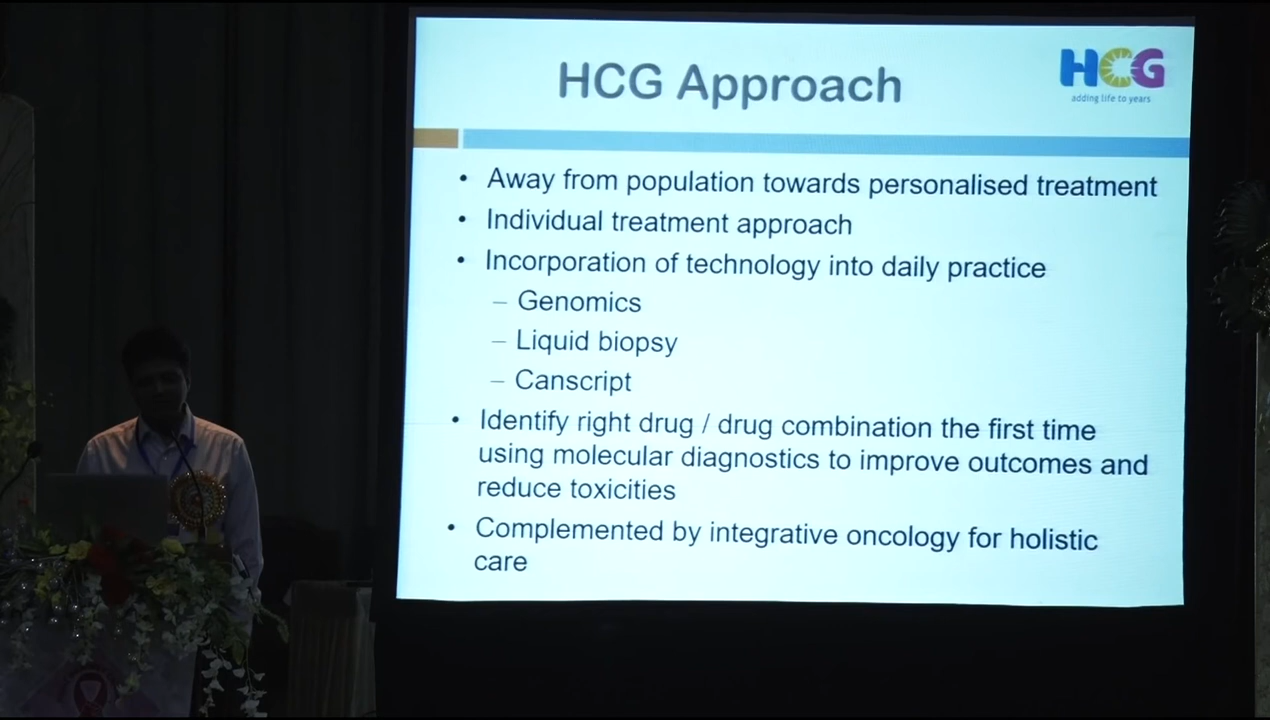 HCG Approach
HCG
adding life to years
• Away from population towards personalised treatment
• Individual treatment approach
• Incorporation of technology into daily practice
– Genomics
– Liquid biopsy
– Canscript
• Identify right drug / drug combination the first time
using molecular diagnostics to improve outcomes and
reduce toxicities
• Complemented by integrative oncology for holistic
care